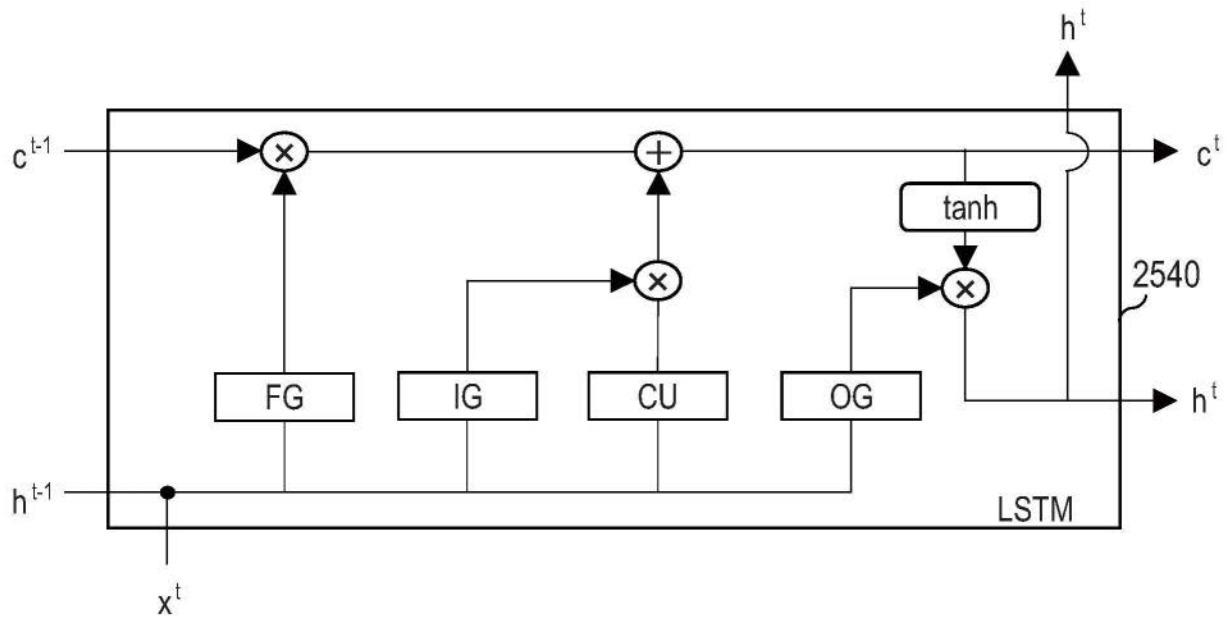 h^t
c^{t-1}
×
+
c^t
tanh
×
×
2540
FG
IG
CU
OG
h^t
h^{t-1}
LSTM
x^t